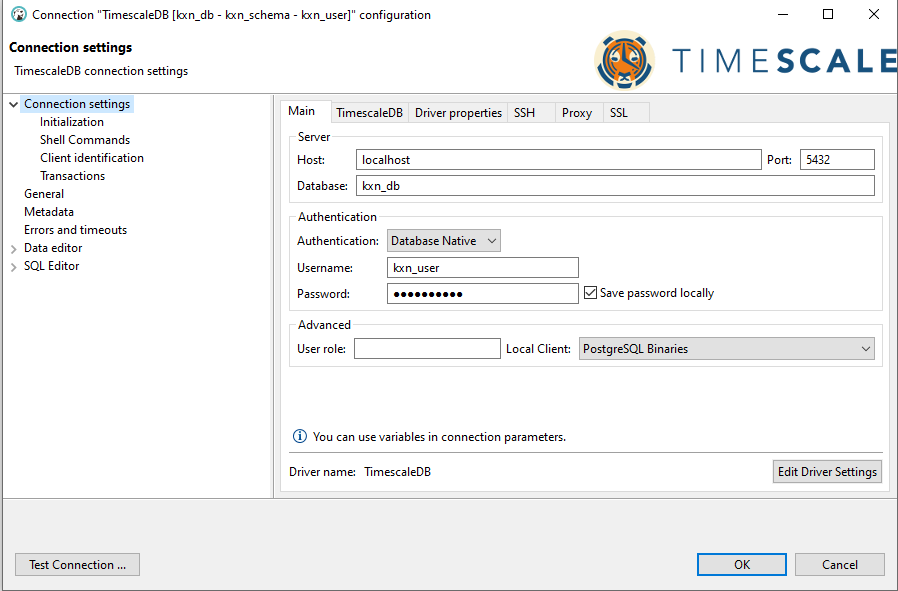 Connection "TimescaleDB [kxn_db - kxn_schema - kxn_user]" configuration
Connection settings
TimescaleDB connection settings
TIMESCALE
Connection settings
Initialization
Shell Commands
Client identification
Transactions
General
Metadata
Errors and timeouts
Data editor
SQL Editor
Main TimescaleDB Driver properties SSH Proxy SSL
Server
Host: localhost Port: 5432
Database: kxn_db
Authentication
Authentication: Database Native
Username: kxn_user
Password: ●●●●●●●●●● Save password locally
Advanced
User role: Local Client: PostgreSQL Binaries
You can use variables in connection parameters.
Driver name: TimescaleDB Edit Driver Settings
Test Connection ... OK Cancel